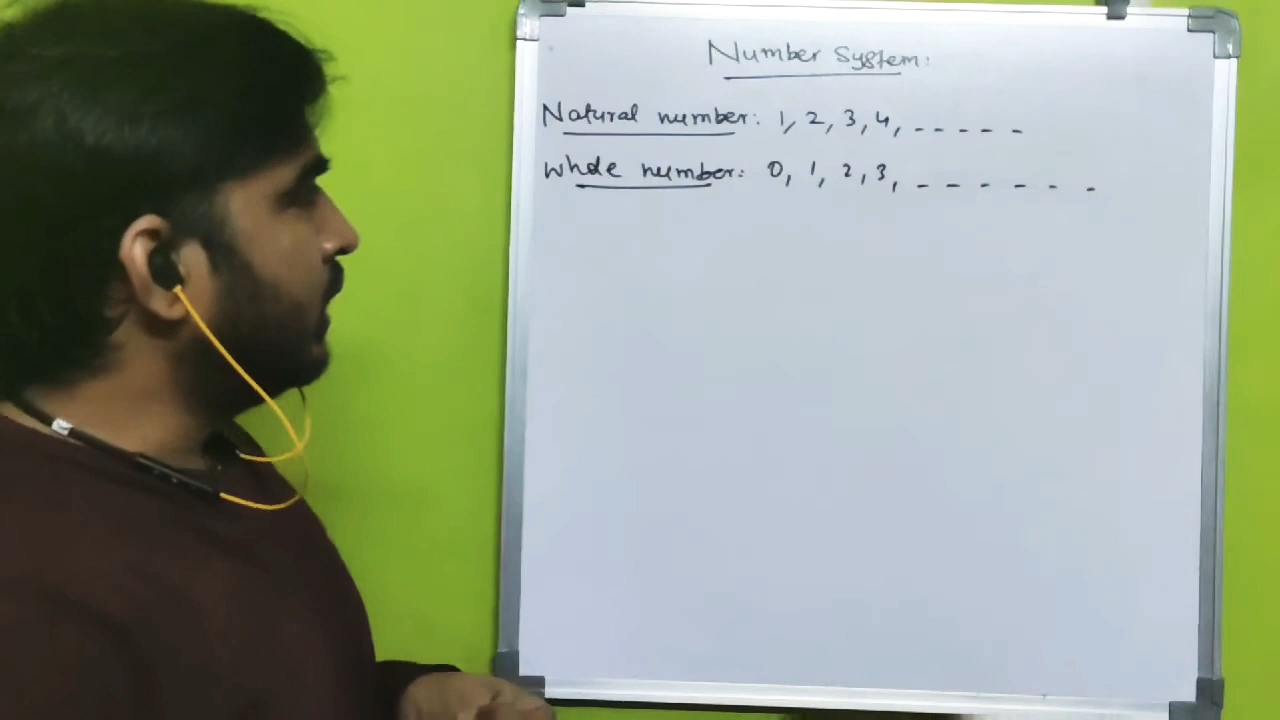 Number System:
Natural number: 1, 2, 3, 4, - - - - -
Whole number: 0, 1, 2, 3, - - - - - -